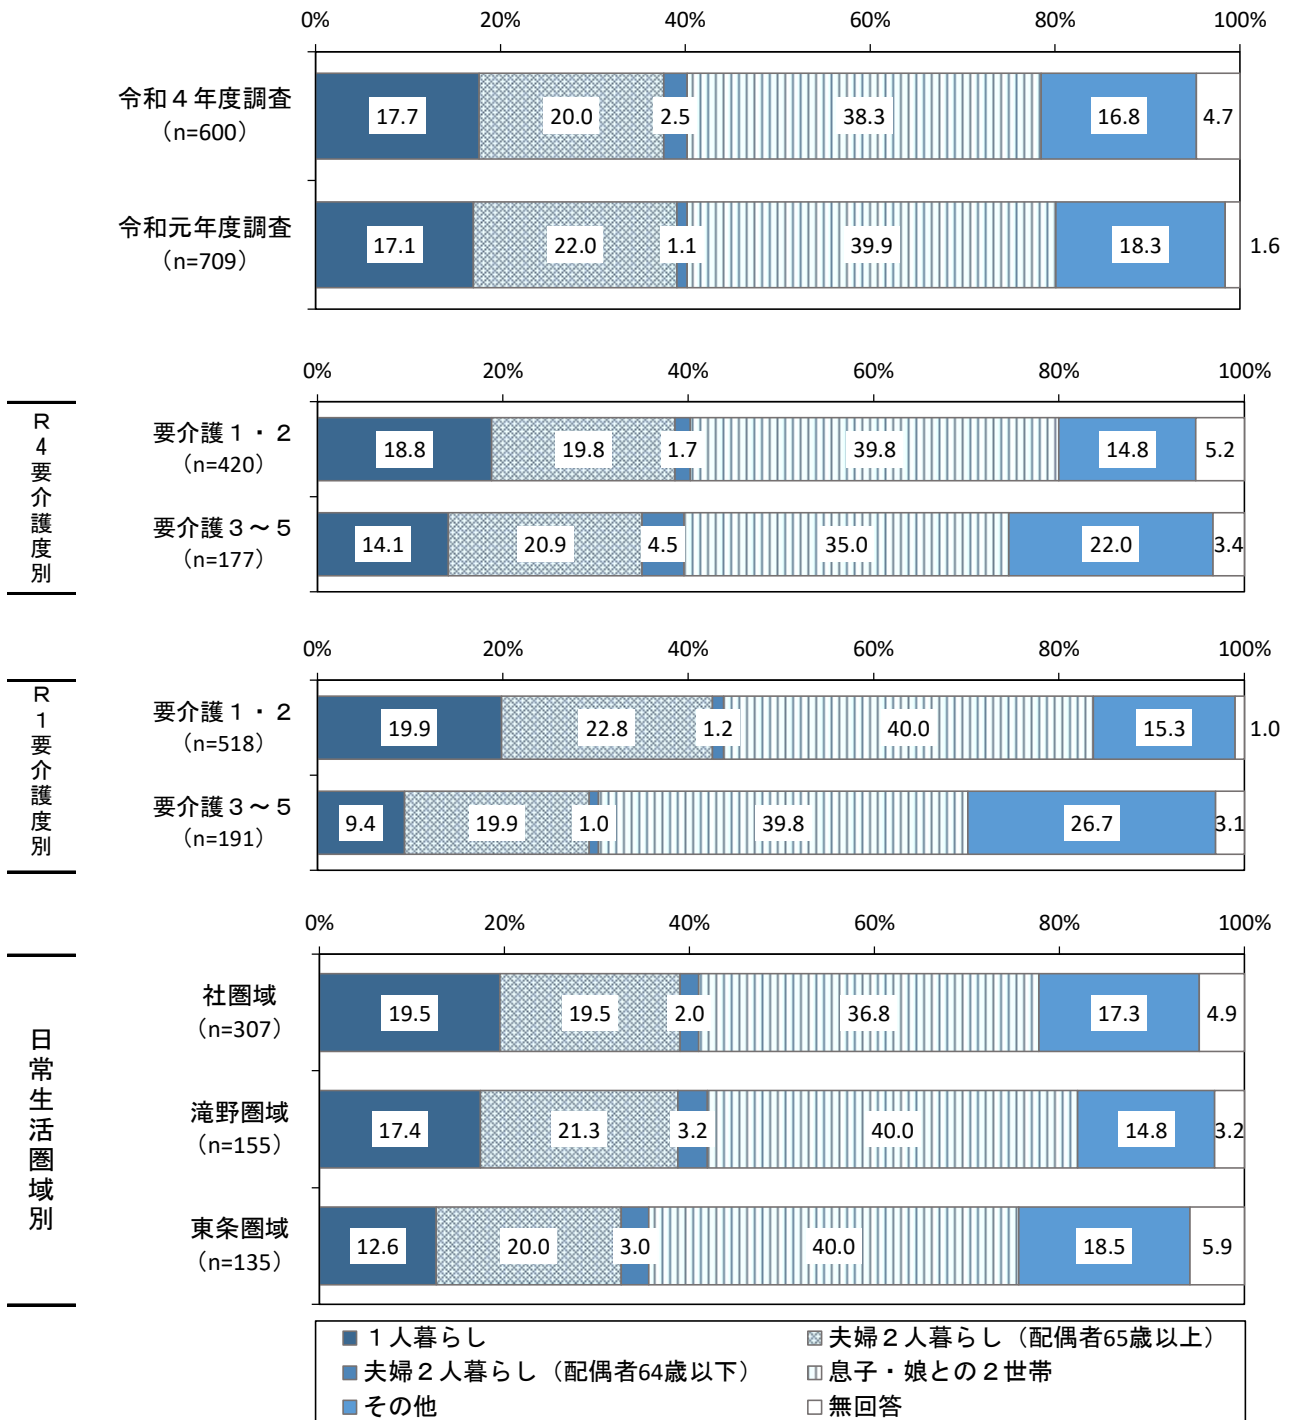 0% 20% 40% 60% 80% 100%
令和４年度調査
（n=600）
17.7 20.0 2.5 38.3 16.8 4.7
令和元年度調査
（n=709）
17.1 22.0 1.1 39.9 18.3 1.6
0% 20% 40% 60% 80% 100%
Ｒ４要介護度別
要介護１・２
（n=420）
18.8 19.8 1.7 39.8 14.8 5.2
要介護３～５
（n=177）
14.1 20.9 4.5 35.0 22.0 3.4
0% 20% 40% 60% 80% 100%
Ｒ１要介護度別
要介護１・２
（n=518）
19.9 22.8 1.2 40.0 15.3 1.0
要介護３～５
（n=191）
9.4 19.9 1.0 39.8 26.7 3.1
0% 20% 40% 60% 80% 100%
日常生活圏域別
社圏域
（n=307）
19.5 19.5 2.0 36.8 17.3 4.9
滝野圏域
（n=155）
17.4 21.3 3.2 40.0 14.8 3.2
東条圏域
（n=135）
12.6 20.0 3.0 40.0 18.5 5.9
１人暮らし 夫婦２人暮らし（配偶者65歳以上）
夫婦２人暮らし（配偶者64歳以下） 息子・娘との２世帯
その他 無回答